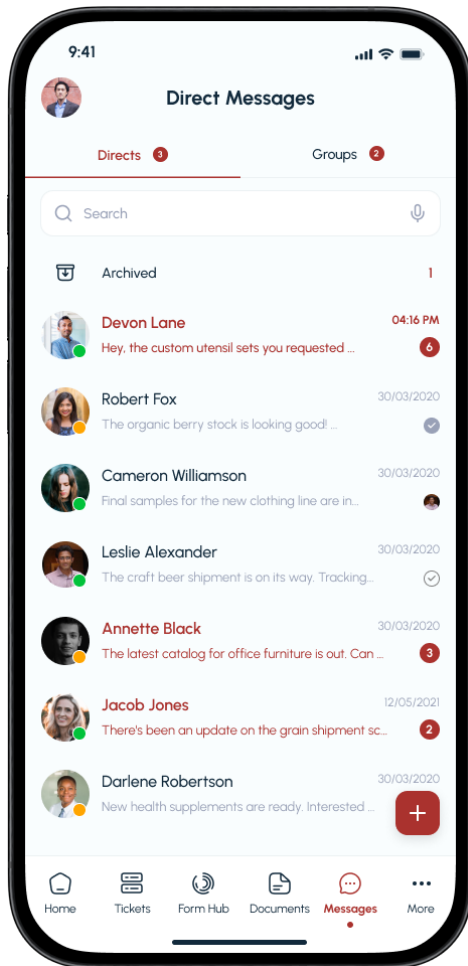 9:41
Direct Messages
Directs 3 Groups 2
Search
Archived 1
Devon Lane 04:16 PM
Hey, the custom utensil sets you requested ... 6
Robert Fox 30/03/2020
The organic berry stock is looking good! ...
Cameron Williamson 30/03/2020
Final samples for the new clothing line are in...
Leslie Alexander 30/03/2020
The craft beer shipment is on its way. Tracking...
Annette Black 30/03/2020
The latest catalog for office furniture is out. Can ... 3
Jacob Jones 12/05/2021
There's been an update on the grain shipment sc... 2
Darlene Robertson 30/03/2020
New health supplements are ready. Interested ...
Home Tickets Form Hub Documents Messages More